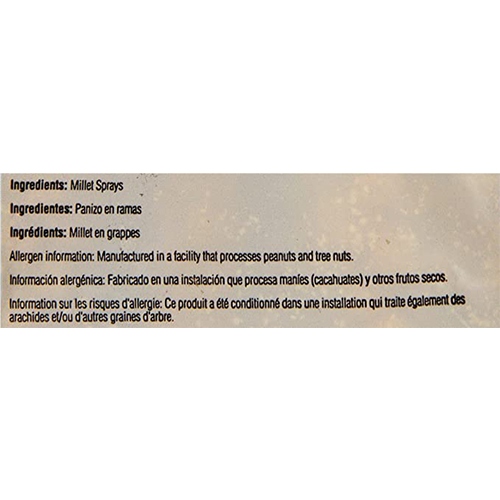 Ingredients: Millet Sprays
Ingredientes: Panizo en ramas
Ingrédients: Millet en grappes
Allergen information: Manufactured in a facility that processes peanuts and tree nuts.
Información alergénica: Fabricado en una instalación que procesa maníes (cacahuates) y otros frutos secos.
Information sur les risques d'allergie: Ce produit a été conditionné dans une installation qui traite également des
arachides et/ou d'autres graines d'arbre.